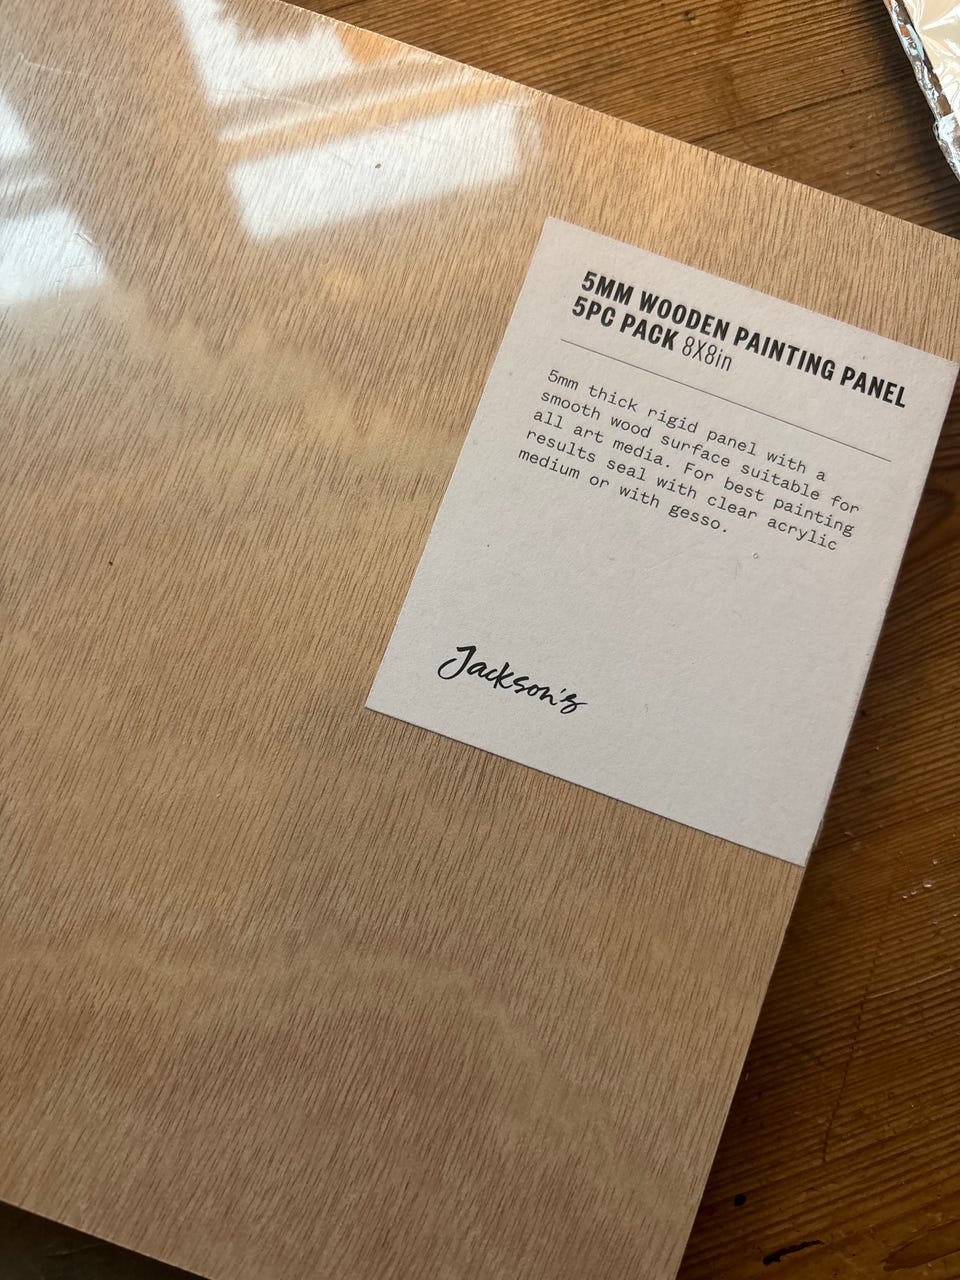 5MM WOODEN PAINTING PANEL
5PC PACK 8X8in
5mm thick rigid panel with a
smooth wood surface suitable for
all art media. For best painting
results seal with clear acrylic
medium or with gesso.
Jackson's